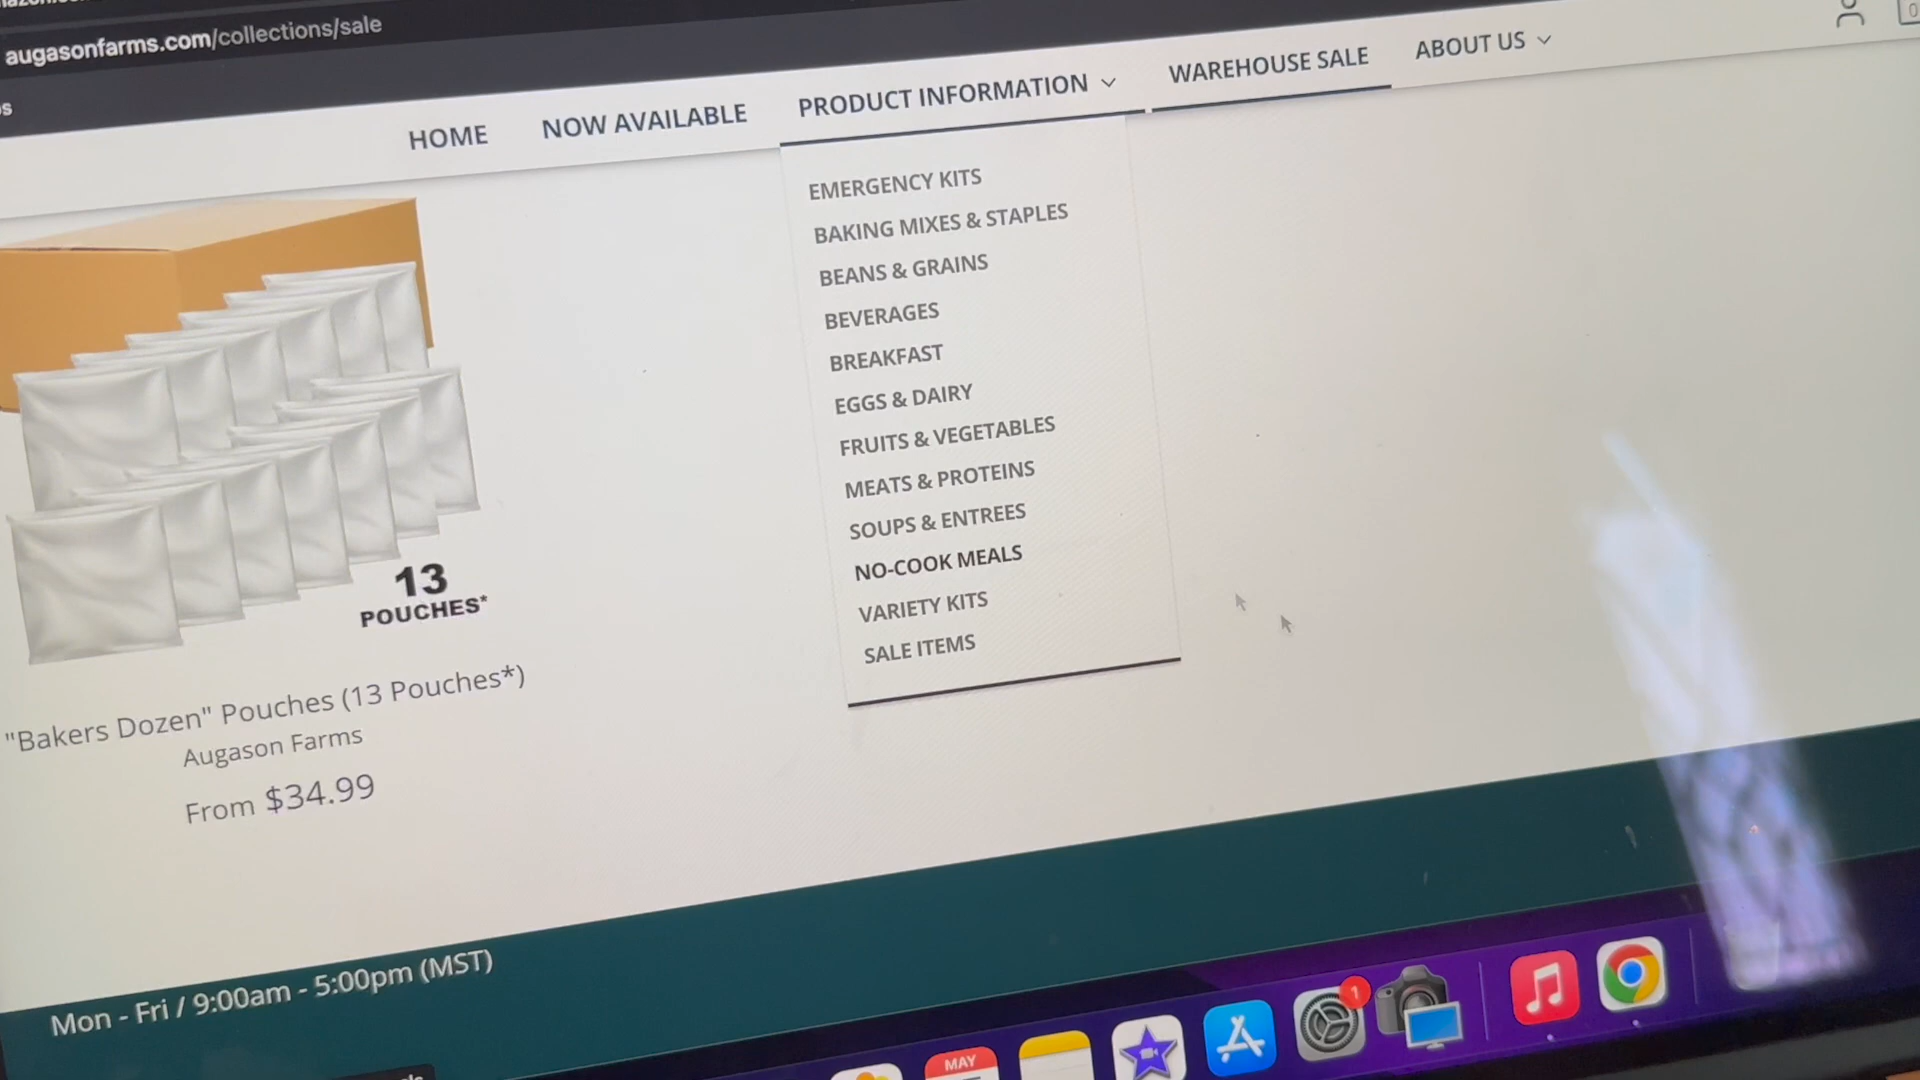 augasonfarms.com/collections/sale
HOME
NOW AVAILABLE
PRODUCT INFORMATION
WAREHOUSE SALE
ABOUT US
0
EMERGENCY KITS
BAKING MIXES & STAPLES
BEANS & GRAINS
BEVERAGES
BREAKFAST
EGGS & DAIRY
FRUITS & VEGETABLES
MEATS & PROTEINS
SOUPS & ENTREES
NO-COOK MEALS
VARIETY KITS
SALE ITEMS
13
POUCHES*
"Bakers Dozen" Pouches (13 Pouches*)
Augason Farms
From $34.99
Mon - Fri / 9:00am - 5:00pm (MST)
1
MAY